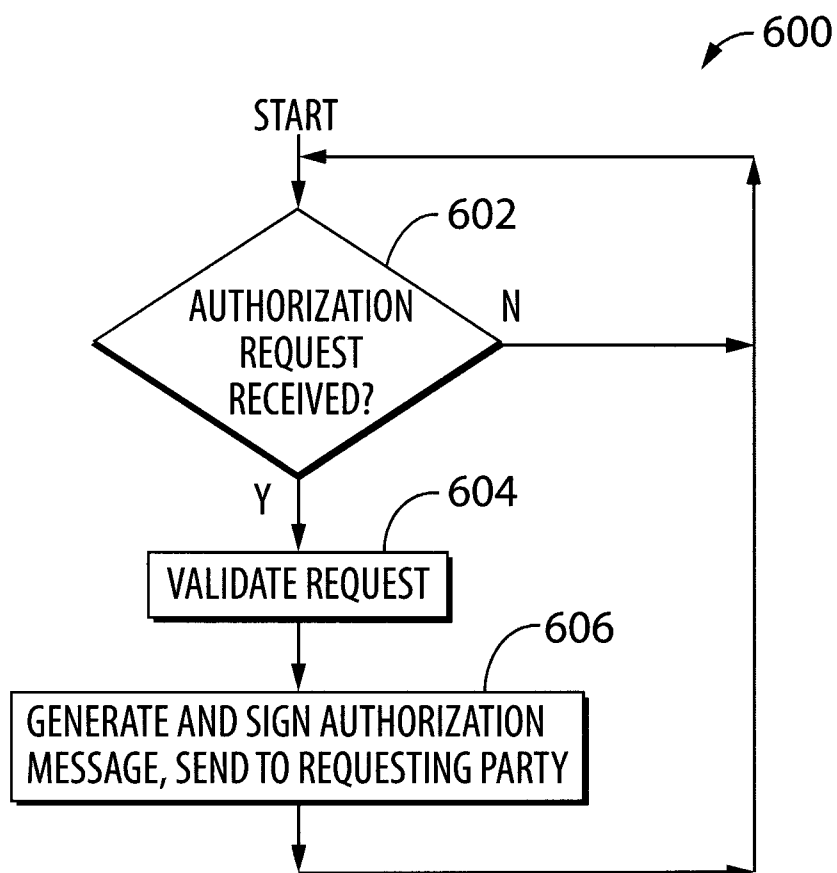 600
START
602
AUTHORIZATION
REQUEST
RECEIVED?
N
Y
604
VALIDATE REQUEST
606
GENERATE AND SIGN AUTHORIZATION
MESSAGE, SEND TO REQUESTING PARTY